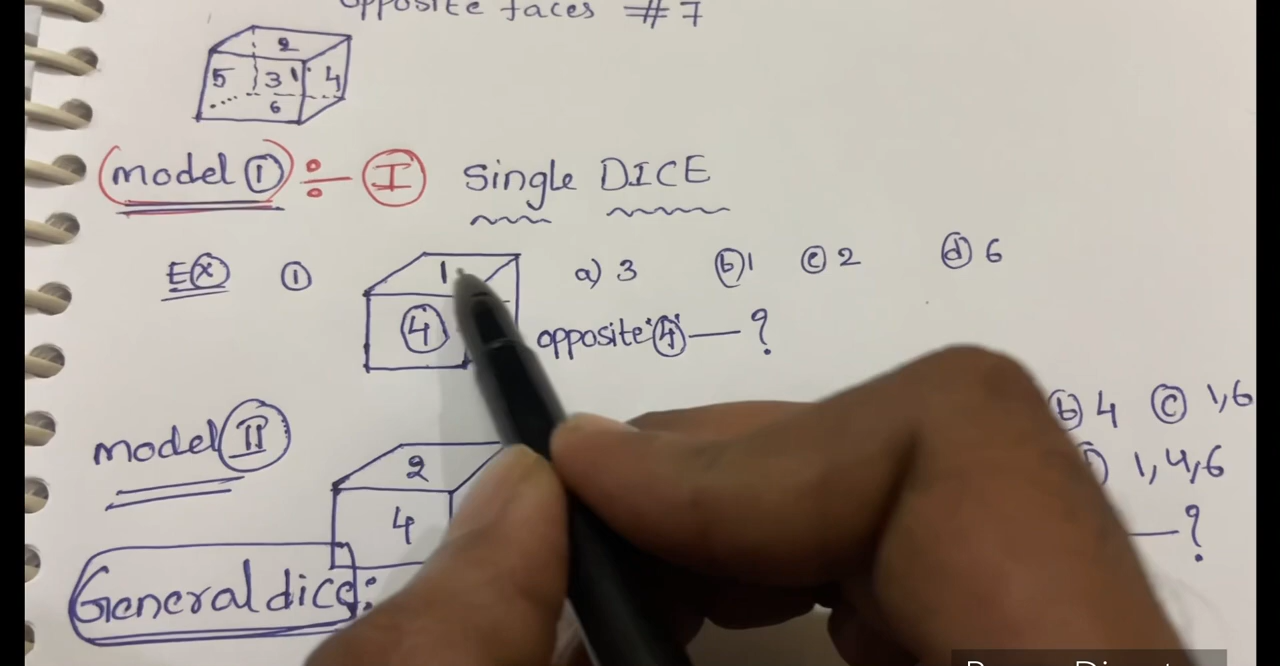 opposite faces #7
2
5 3 1 4
6
model ① :- Ⓘ Single DICE
Ex ① 1 a) 3 ⓑ 1 ⓒ 2 ⓓ 6
④ opposite '④' — ?
ⓑ 4 ⓒ 1,6
model Ⅱ 2
1,4,6
4 — ?
General dice: